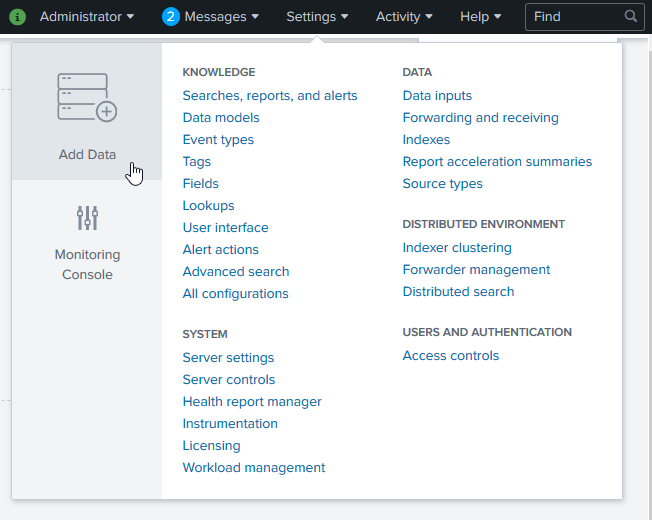 i Administrator 2 Messages Settings Activity Help Find
Add Data
Monitoring
Console
KNOWLEDGE
Searches, reports, and alerts
Data models
Event types
Tags
Fields
Lookups
User interface
Alert actions
Advanced search
All configurations
SYSTEM
Server settings
Server controls
Health report manager
Instrumentation
Licensing
Workload management
DATA
Data inputs
Forwarding and receiving
Indexes
Report acceleration summaries
Source types
DISTRIBUTED ENVIRONMENT
Indexer clustering
Forwarder management
Distributed search
USERS AND AUTHENTICATION
Access controls